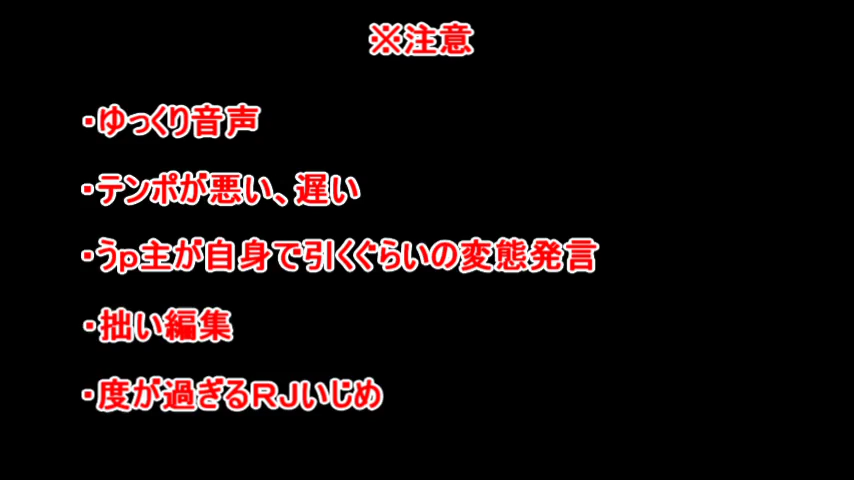 ※注意
・ゆっくり音声
・テンポが悪い、遅い
・うp主が自身で引くぐらいの変態発言
・拙い編集
・度が過ぎるRJいじめ